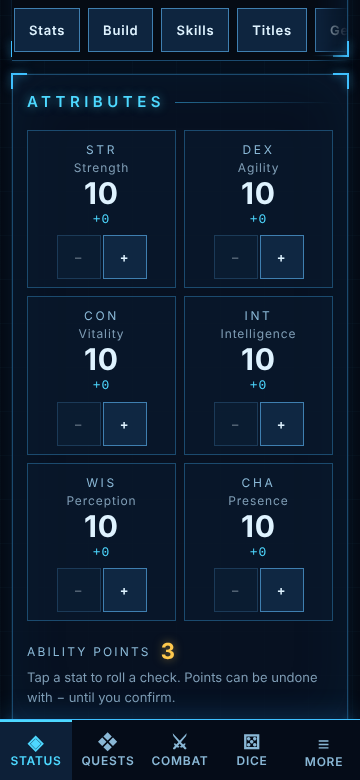 Stats Build Skills Titles
ATTRIBUTES
STR DEX
Strength Agility
10 10
+0 +0
− + − +
CON INT
Vitality Intelligence
10 10
+0 +0
− + − +
WIS CHA
Perception Presence
10 10
+0 +0
− + − +
ABILITY POINTS 3
Tap a stat to roll a check. Points can be undone
with − until you confirm.
STATUS QUESTS COMBAT DICE MORE